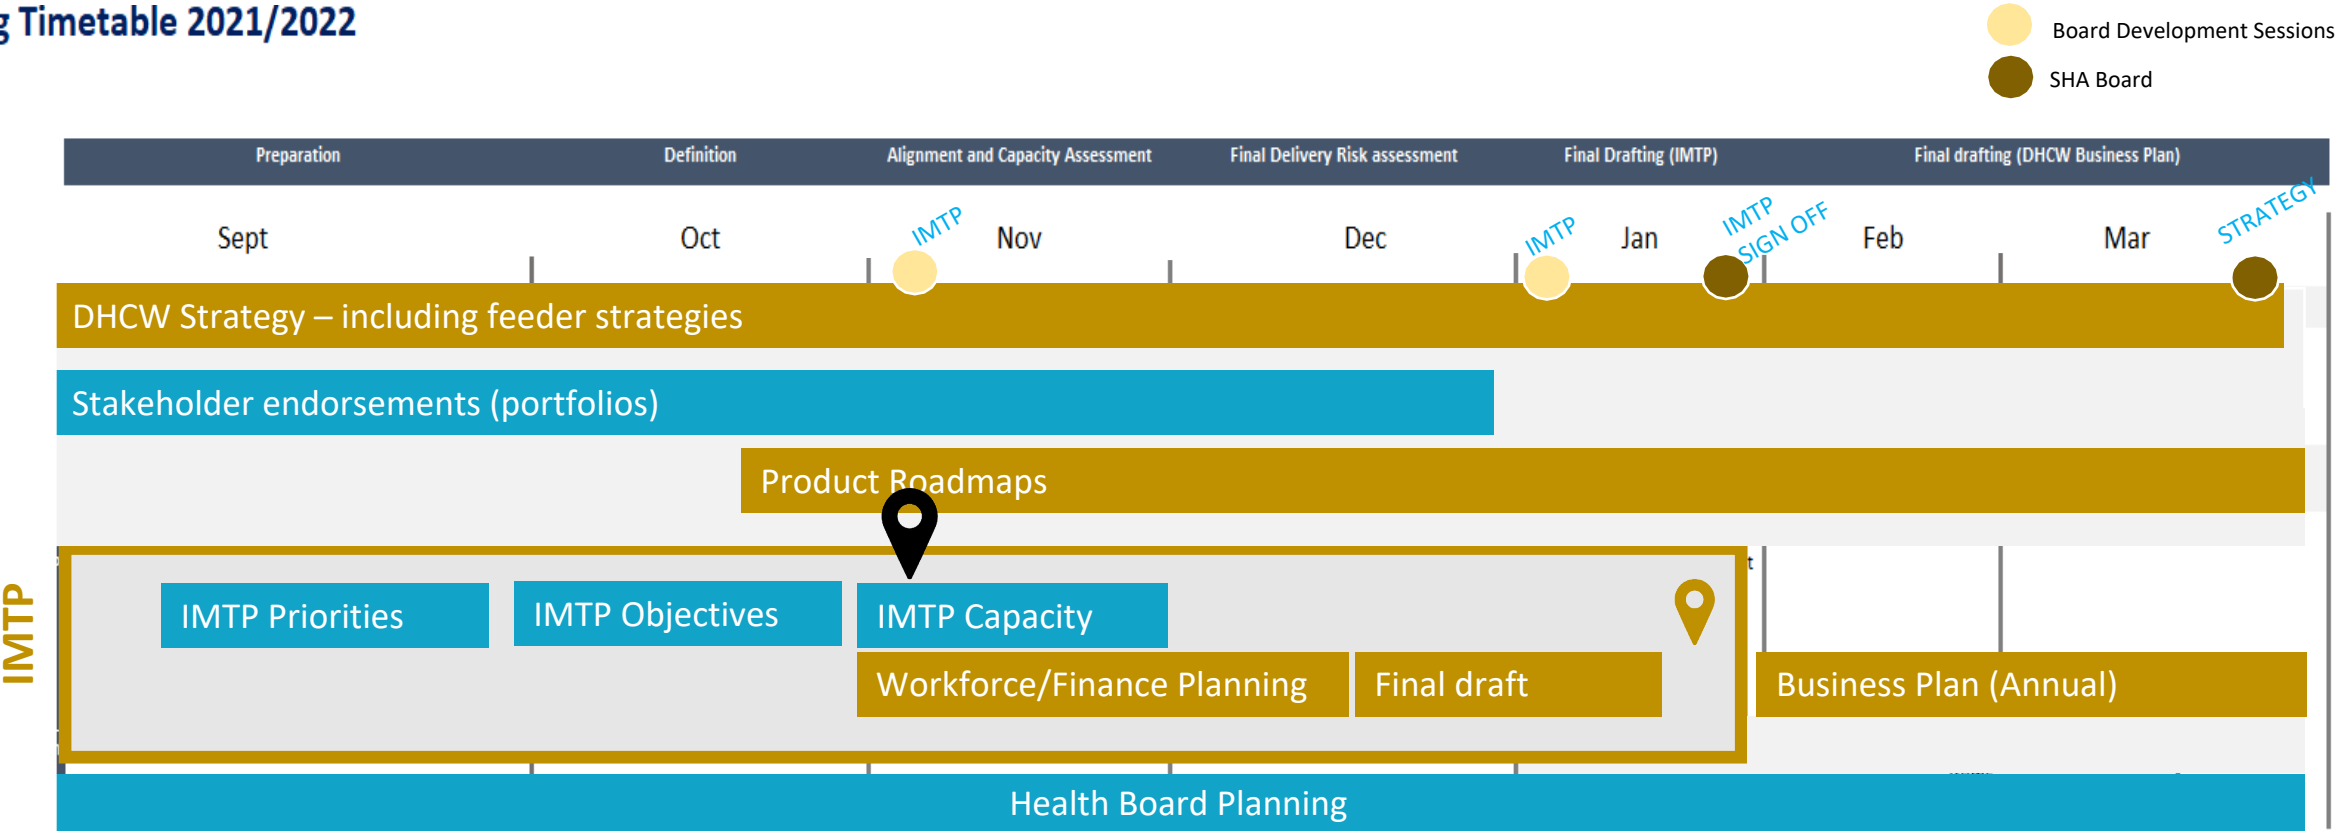 g Timetable 2021/2022
Board Development Sessions
SHA Board
Preparation
Definition
Alignment and Capacity Assessment
Final Delivery Risk assessment
Final Drafting (IMTP)
Final drafting (DHCW Business Plan)
Sept
Oct
IMTP
Nov
Dec
IMTP
Jan
IMTP
SIGN OFF
Feb
Mar
STRATEGY
DHCW Strategy – including feeder strategies
Stakeholder endorsements (portfolios)
Product Roadmaps
t
IMTP
IMTP Priorities
IMTP Objectives
IMTP Capacity
Workforce/Finance Planning
Final draft
Business Plan (Annual)
Health Board Planning